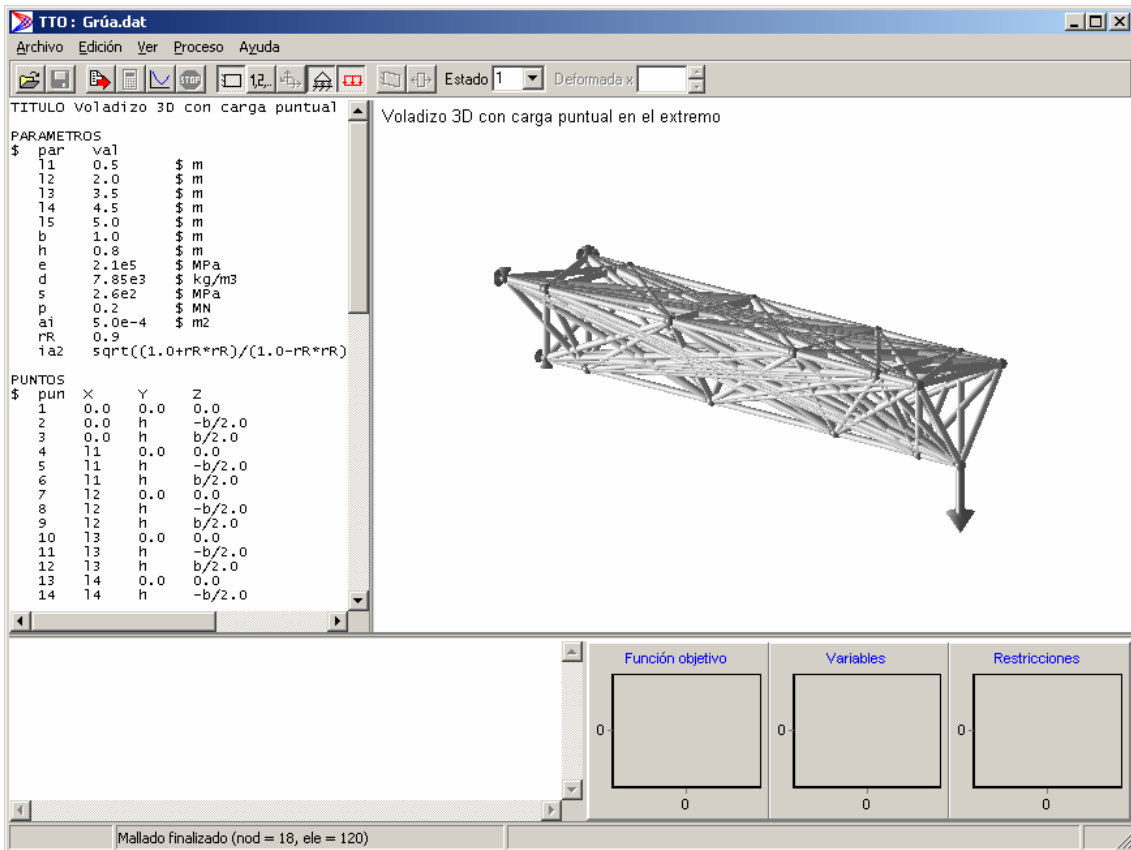 TTO : Grúa.dat
Archivo Edición Ver Proceso Ayuda
STOP 1,2,.. Estado 1 Deformada x
TITULO Voladizo 3D con carga puntual
PARAMETROS
$ par val
l1 0.5 $ m
l2 2.0 $ m
l3 3.5 $ m
l4 4.5 $ m
l5 5.0 $ m
b 1.0 $ m
h 0.8 $ m
e 2.1e5 $ MPa
d 7.85e3 $ kg/m3
s 2.6e2 $ MPa
p 0.2 $ MN
ai 5.0e-4 $ m2
rR 0.9
ia2 sqrt((1.0+rR*rR)/(1.0-rR*rR)
PUNTOS
$ pun X Y Z
1 0.0 0.0 0.0
2 0.0 h -b/2.0
3 0.0 h b/2.0
4 l1 0.0 0.0
5 l1 h -b/2.0
6 l1 h b/2.0
7 l2 0.0 0.0
8 l2 h -b/2.0
9 l2 h b/2.0
10 l3 0.0 0.0
11 l3 h -b/2.0
12 l3 h b/2.0
13 l4 0.0 0.0
14 l4 h -b/2.0
Voladizo 3D con carga puntual en el extremo
Función objetivo
0
0
Variables
0
0
Restricciones
0
0
Mallado finalizado (nod = 18, ele = 120)